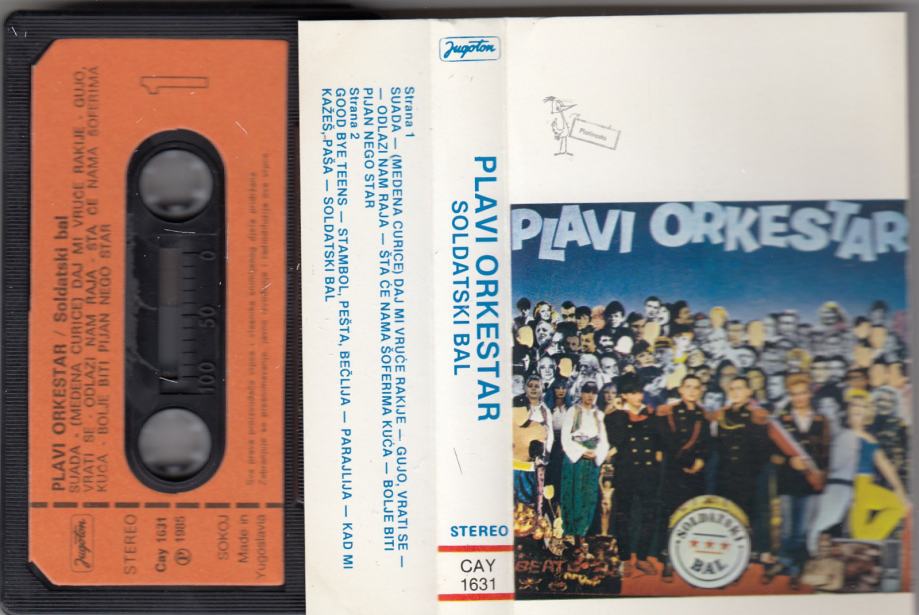 1
PLAVI ORKESTAR / Soldatski bal
SUADA - (MEDENA CURICE) DAJ MI VRUĆE RAKIJE - GUJO,
VRATI SE - ODLAZI NAM RAJA - ŠTA ĆE NAMA ŠOFERIMA
KUĆA - BOLJE BITI PIJAN NEGO STAR
0
50
100
Jugoton
STEREO
Cay 1631
Ⓟ 1985
SOKOJ
Made in
Yugoslavia
Strana 1
SUADA — (MEDENA CURICE) DAJ MI VRUĆE RAKIJE — GUJO, VRATI SE —
— ODLAZI NAM RAJA — ŠTA ĆE NAMA ŠOFERIMA KUĆA — BOLJE BITI
PIJAN NEGO STAR
Strana 2
GOOD BYE TEENS — STAMBOL, PEŠTA, BEČLIJA — PARAJLIJA — KAD MI
KAŽEŠ, PAŠA — SOLDATSKI BAL
Jugoton
PLAVI ORKESTAR
SOLDATSKI BAL
STEREO
CAY
1631
PLAVI ORKESTAR
SOLDATSKI
BAL
BEAT